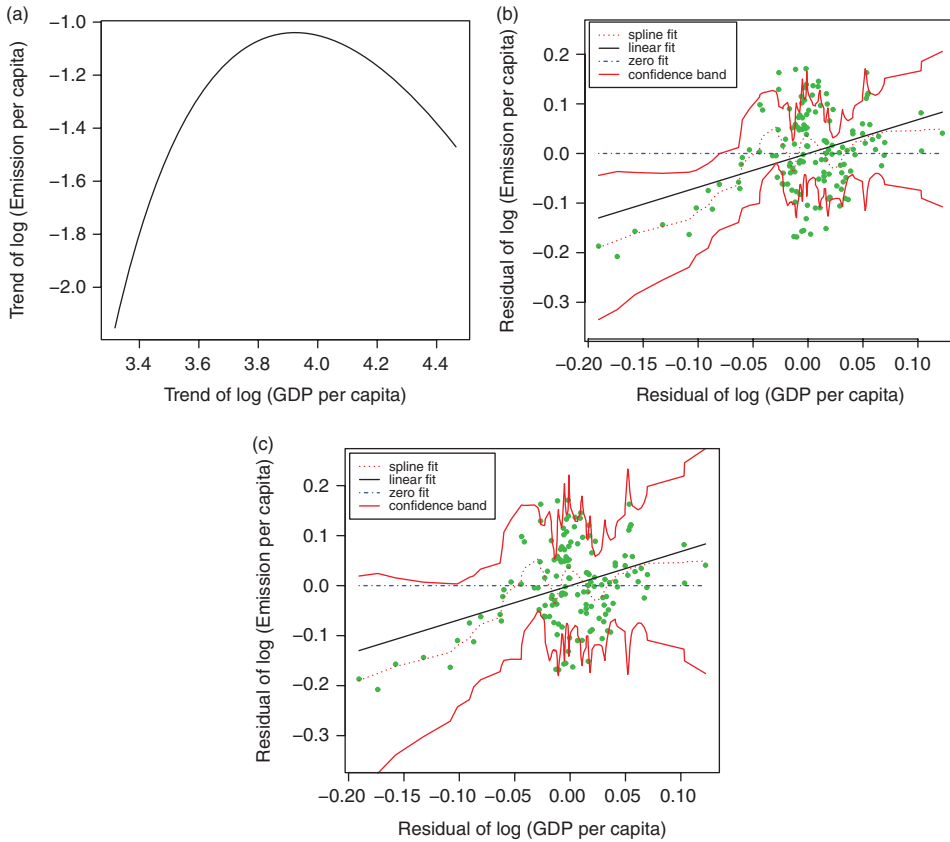 (a)
Trend of log (Emission per capita)
−1.0
−1.2
−1.4
−1.6
−1.8
−2.0
3.4 3.6 3.8 4.0 4.2 4.4
Trend of log (GDP per capita)
(b)
Residual of log (Emission per capita)
spline fit
linear fit
zero fit
confidence band
0.2
0.1
0.0
−0.1
−0.2
−0.3
−0.20 −0.15 −0.10 −0.05 0.00 0.05 0.10
Residual of log (GDP per capita)
(c)
Residual of log (Emission per capita)
spline fit
linear fit
zero fit
confidence band
0.2
0.1
0.0
−0.1
−0.2
−0.3
−0.20 −0.15 −0.10 −0.05 0.00 0.05 0.10
Residual of log (GDP per capita)